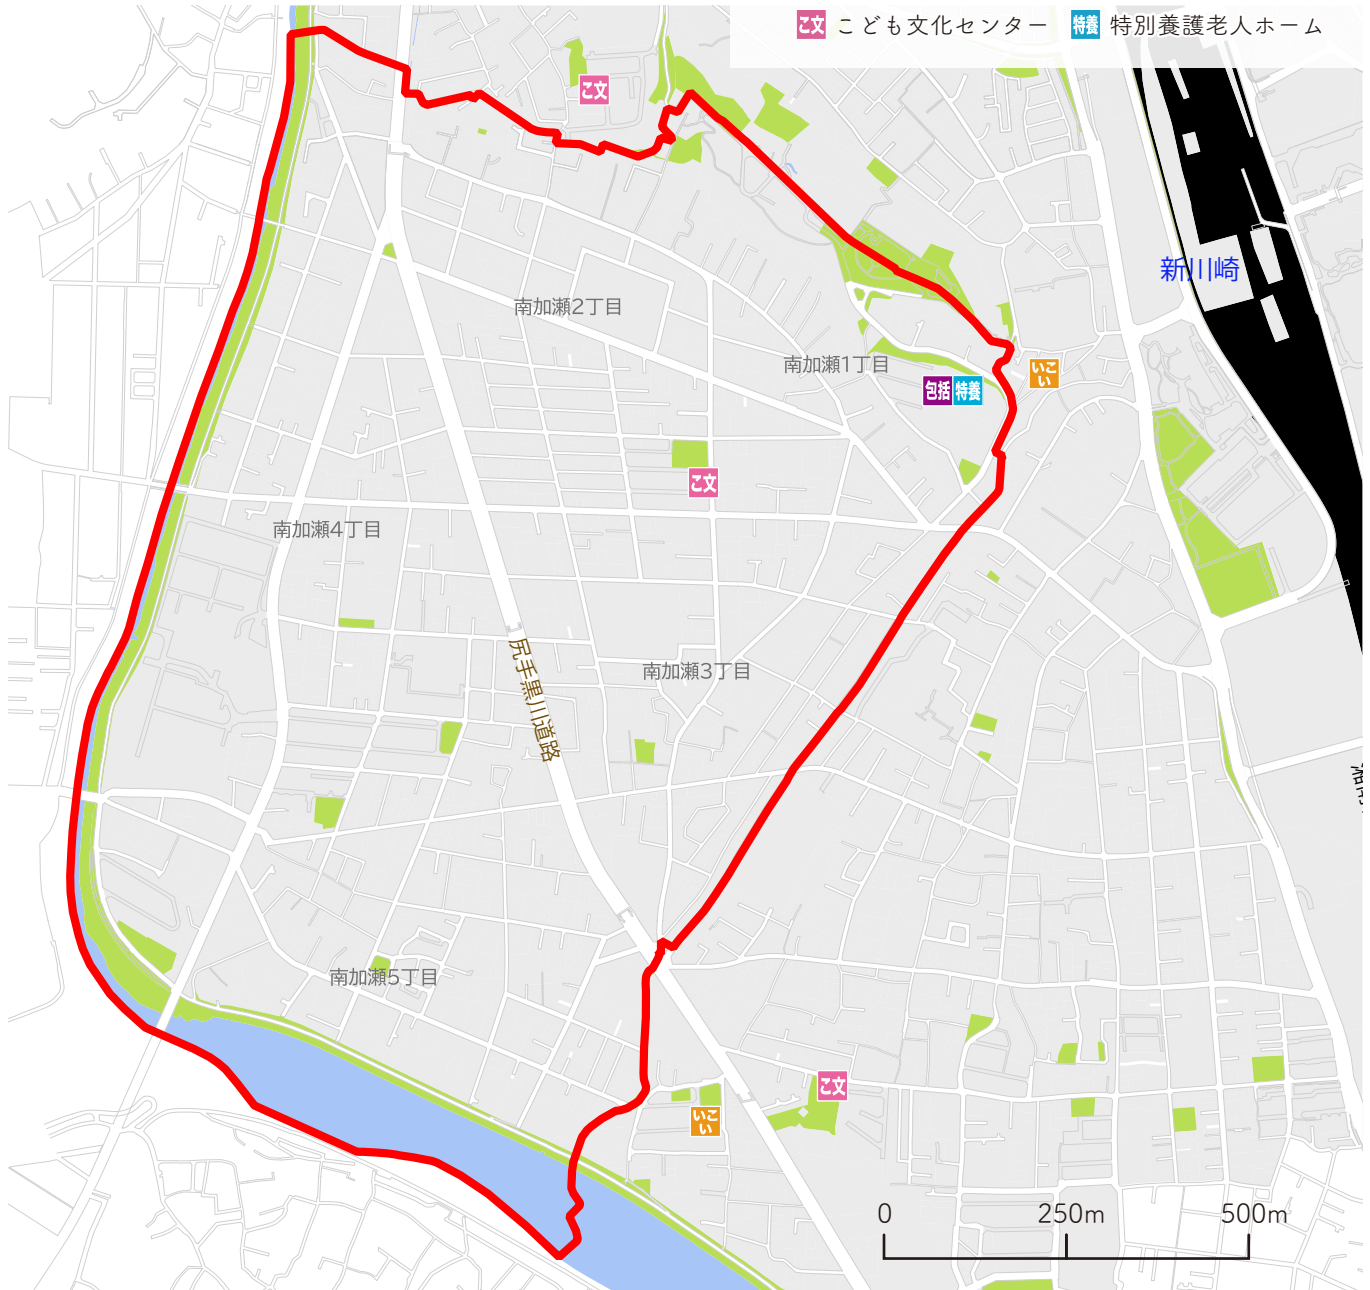 こ文 こども文化センター 特養 特別養護老人ホーム
こ文
新川崎
南加瀬2丁目
南加瀬1丁目
いこ
い
包括 特養
こ文
南加瀬4丁目
尻手黒川道路
南加瀬3丁目
南加瀬5丁目
こ文
いこ
い
0 250m 500m